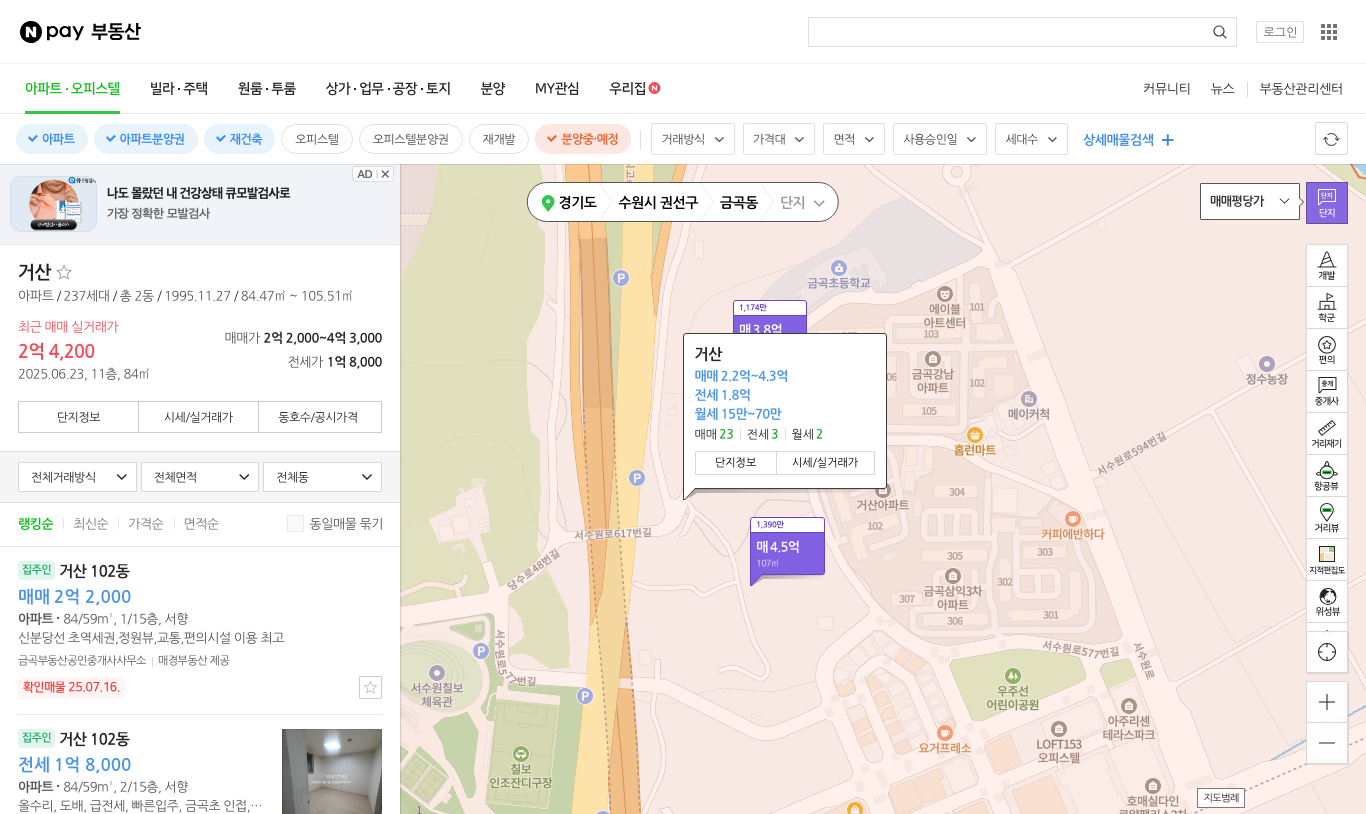 N pay 부동산
로그인
아파트·오피스텔
빌라·주택
원룸·투룸
상가·업무·공장·토지
분양
MY관심
우리집 N
커뮤니티
뉴스
부동산관리센터
아파트
아파트분양권
재건축
오피스텔
오피스텔분양권
재개발
분양중·예정
거래방식
가격대
면적
사용승인일
세대수
상세매물검색
AD
나도 몰랐던 내 건강상태 큐모발검사로
가장 정확한 모발검사
거산
아파트 / 237세대 / 총 2동 / 1995.11.27 / 84.47㎡ ~ 105.51㎡
최근 매매 실거래가
2억 4,200
2025.06.23, 11층, 84㎡
매매가 2억 2,000~4억 3,000
전세가 1억 8,000
단지정보
시세/실거래가
동호수/공시가격
전체거래방식
전체면적
전체동
랭킹순
최신순
가격순
면적순
동일매물 묶기
집주인 거산 102동
매매 2억 2,000
아파트 · 84/59㎡, 1/15층, 서향
신분당선 초역세권,정원뷰,교통,편의시설 이용 최고
금곡부동산공인중개사사무소
매경부동산 제공
확인매물 25.07.16.
집주인 거산 102동
전세 1억 8,000
아파트 · 84/59㎡, 2/15층, 서향
올수리, 도배, 급전세, 빠른입주, 금곡초 인접,…
경기도
수원시 권선구
금곡동
단지
매매평당가
단지
단지
개발
학군
편의
중개
중개사
거리재기
항공뷰
거리뷰
지적편집도
위성뷰
지도범례
금곡초등학교
에이블
아트센터
101
103
106
금곡강남
아파트
102
105
메이커척
정수농장
홈런마트
서수원로594번길
304
거산아파트
102
커피에반하다
305
303
302
금곡삼익3차
아파트
307
306
301
서수원로577번길
서수원로
우주선
어린이공원
아주리센
테라스파크
요거프레소
LOFT153
오피스텔
호매실다인
서수원로617번길
당수로48번길
서수원로577번길
서수원칠보
체육관
칠보
인조잔디구장
P
P
P
P
1,174만
매 3.8억
거산
매매 2.2억~4.3억
전세 1.8억
월세 15만~70만
매매 23
전세 3
월세 2
단지정보
시세/실거래가
1,390만
매 4.5억
107㎡